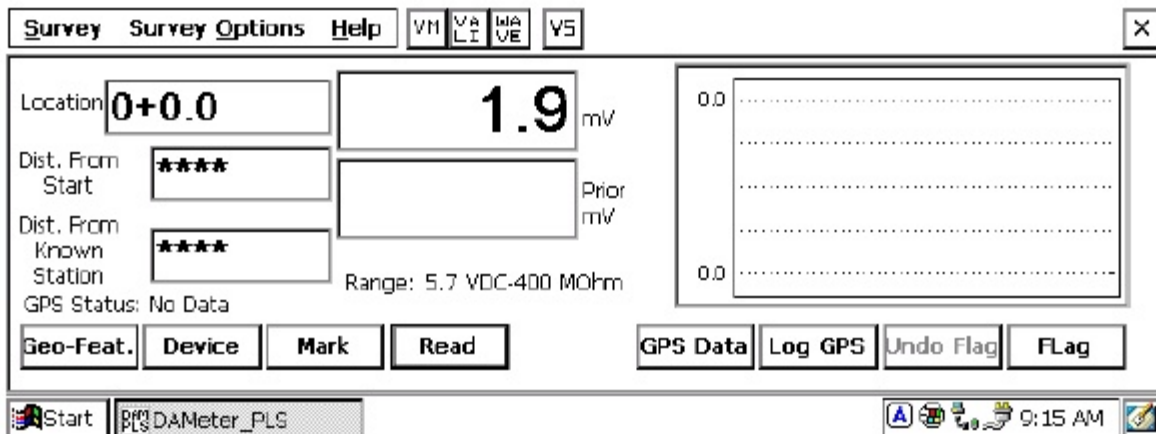 Survey Survey Options Help VM VA LI WA VE VS
Location 0+0.0 1.9 mV
Dist. From Start ****
Prior mV
Dist. From Known Station ****
Range: 5.7 VDC-400 MOhm
GPS Status: No Data
0.0
0.0
Geo-Feat. Device Mark Read GPS Data Log GPS Undo Flag FLag
Start DAMeter_PLS A 9:15 AM